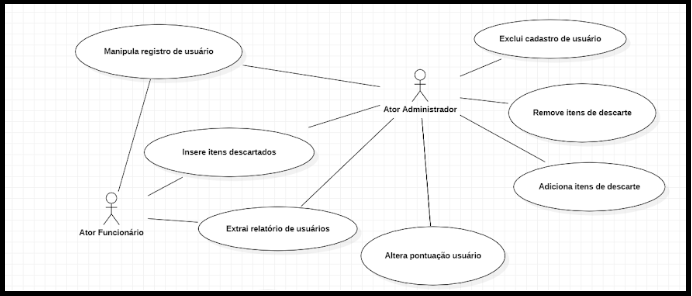 Exclui cadastro de usuário
Manipula registro de usuário
Ator Administrador
Remove itens de descarte
Insere itens descartados
Adiciona itens de descarte
Ator Funcionário
Extrai relatório de usuários
Altera pontuação usuário